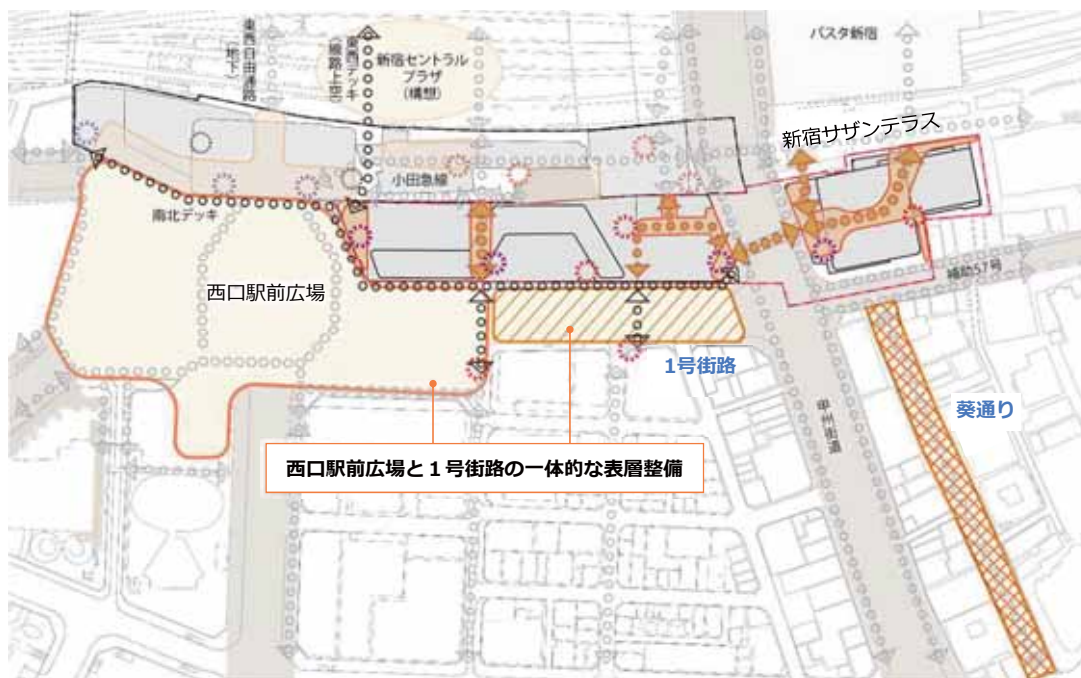 東西自由通路
(地下)
東西デッキ
(線路上空)
新宿セントラル
プラザ
(構想)
バスタ新宿
新宿サザンテラス
小田急線
南北デッキ
西口駅前広場
補助57号
1号街路
甲州街道
葵通り
西口駅前広場と1号街路の一体的な表層整備